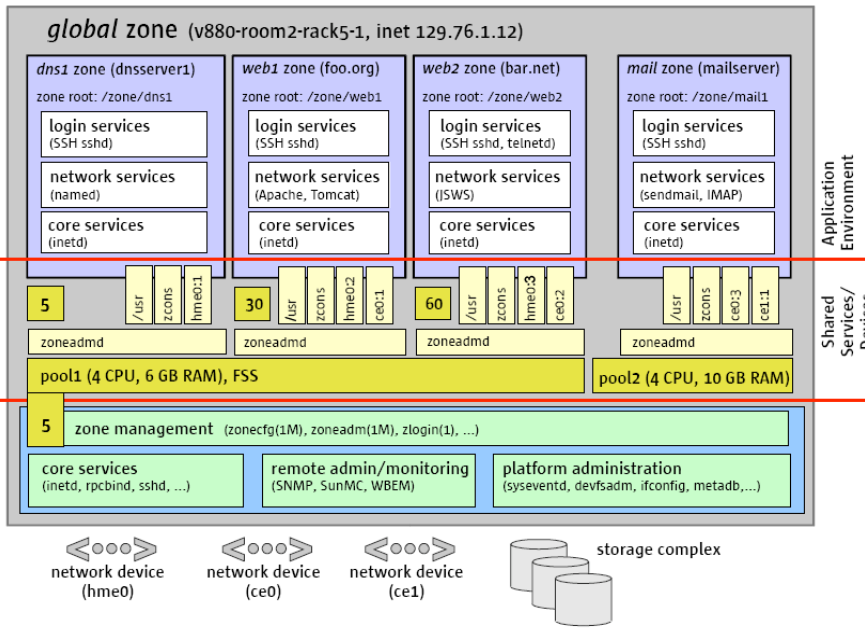 global zone (v880-room2-rack5-1, inet 129.76.1.12)
dns1 zone (dnsserver1)
zone root: /zone/dns1
login services
(SSH sshd)
network services
(named)
core services
(inetd)
web1 zone (foo.org)
zone root: /zone/web1
login services
(SSH sshd)
network services
(Apache, Tomcat)
core services
(inetd)
web2 zone (bar.net)
zone root: /zone/web2
login services
(SSH sshd, telnetd)
network services
(JSWS)
core services
(inetd)
mail zone (mailserver)
zone root: /zone/mail1
login services
(SSH sshd)
network services
(sendmail, IMAP)
core services
(inetd)
Application
Environment
5
/usr
zcons
hme0:1
30
/usr
zcons
hme0:2
ce0:1
60
/usr
zcons
hme0:3
ce0:2
/usr
zcons
ce0:3
ce1:1
zoneadmd
zoneadmd
zoneadmd
zoneadmd
pool1 (4 CPU, 6 GB RAM), FSS
pool2 (4 CPU, 10 GB RAM)
Shared
Services/
5
zone management (zonecfg(1M), zoneadm(1M), zlogin(1), ...)
core services
(inetd, rpcbind, sshd, ...)
remote admin/monitoring
(SNMP, SunMC, WBEM)
platform administration
(syseventd, devfsadm, ifconfig, metadb,...)
network device
(hme0)
network device
(ce0)
network device
(ce1)
storage complex